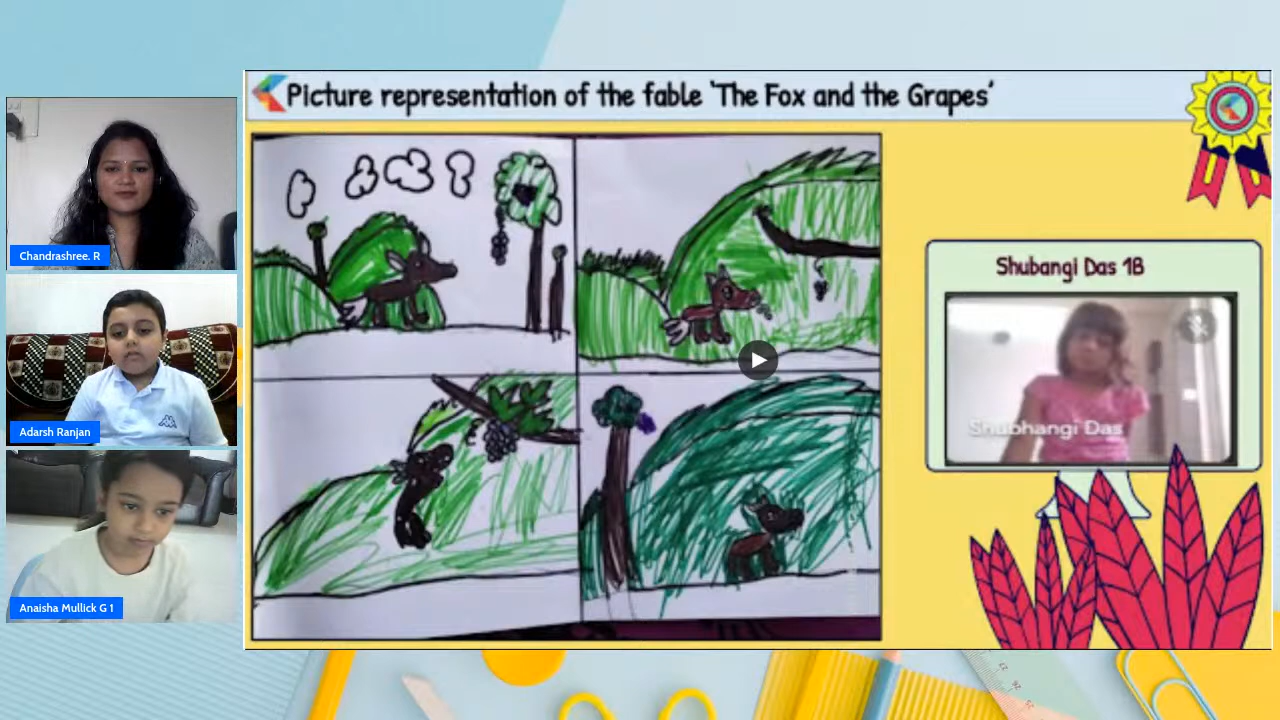 Picture representation of the fable 'The Fox and the Grapes'
Chandrashree. R
Adarsh Ranjan
Anaisha Mullick G 1
Shubangi Das 1B
Shubhangi Das